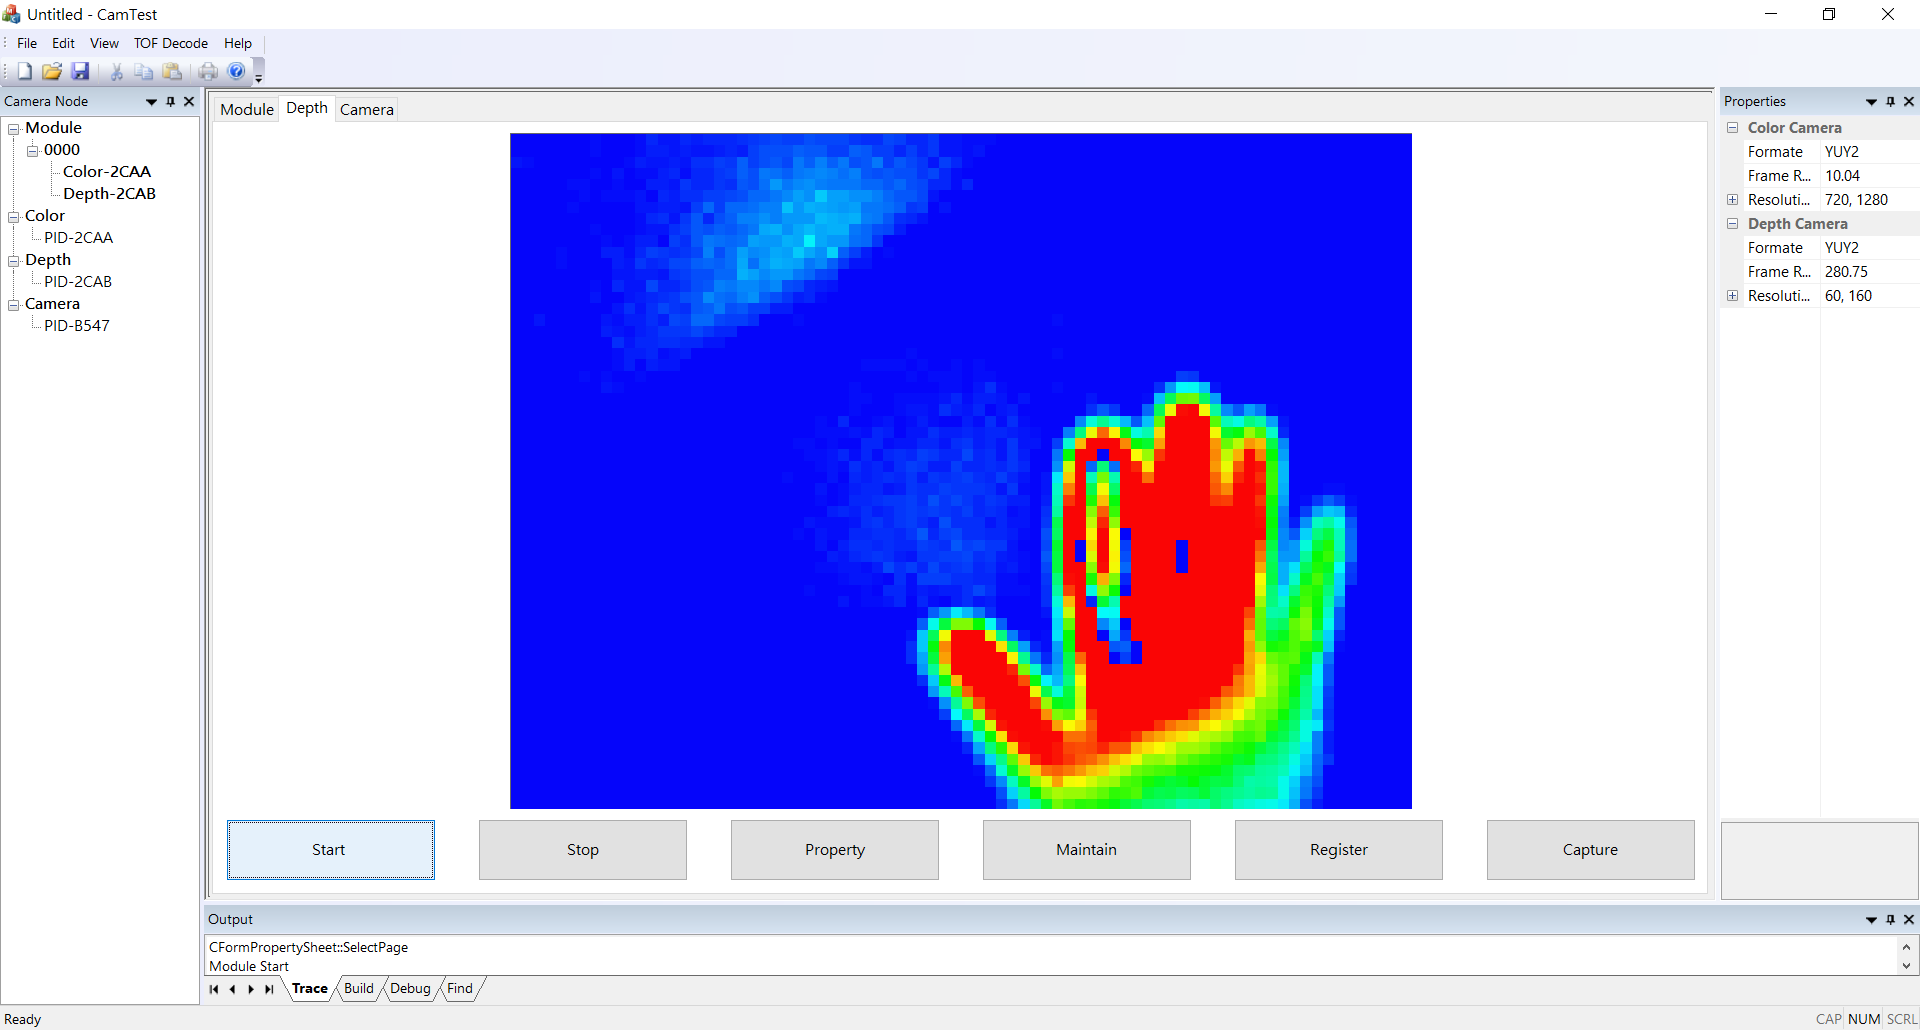 Untitled - CamTest
File Edit View TOF Decode Help
Camera Node
Module
0000
Color-2CAA
Depth-2CAB
Color
PID-2CAA
Depth
PID-2CAB
Camera
PID-B547
Module Depth Camera
Start Stop Property Maintain Register Capture
Properties
Color Camera
Formate YUY2
Frame R... 10.04
Resoluti... 720, 1280
Depth Camera
Formate YUY2
Frame R... 280.75
Resoluti... 60, 160
Output
CFormPropertySheet::SelectPage
Module Start
Trace Build Debug Find
Ready
CAP NUM SCRL